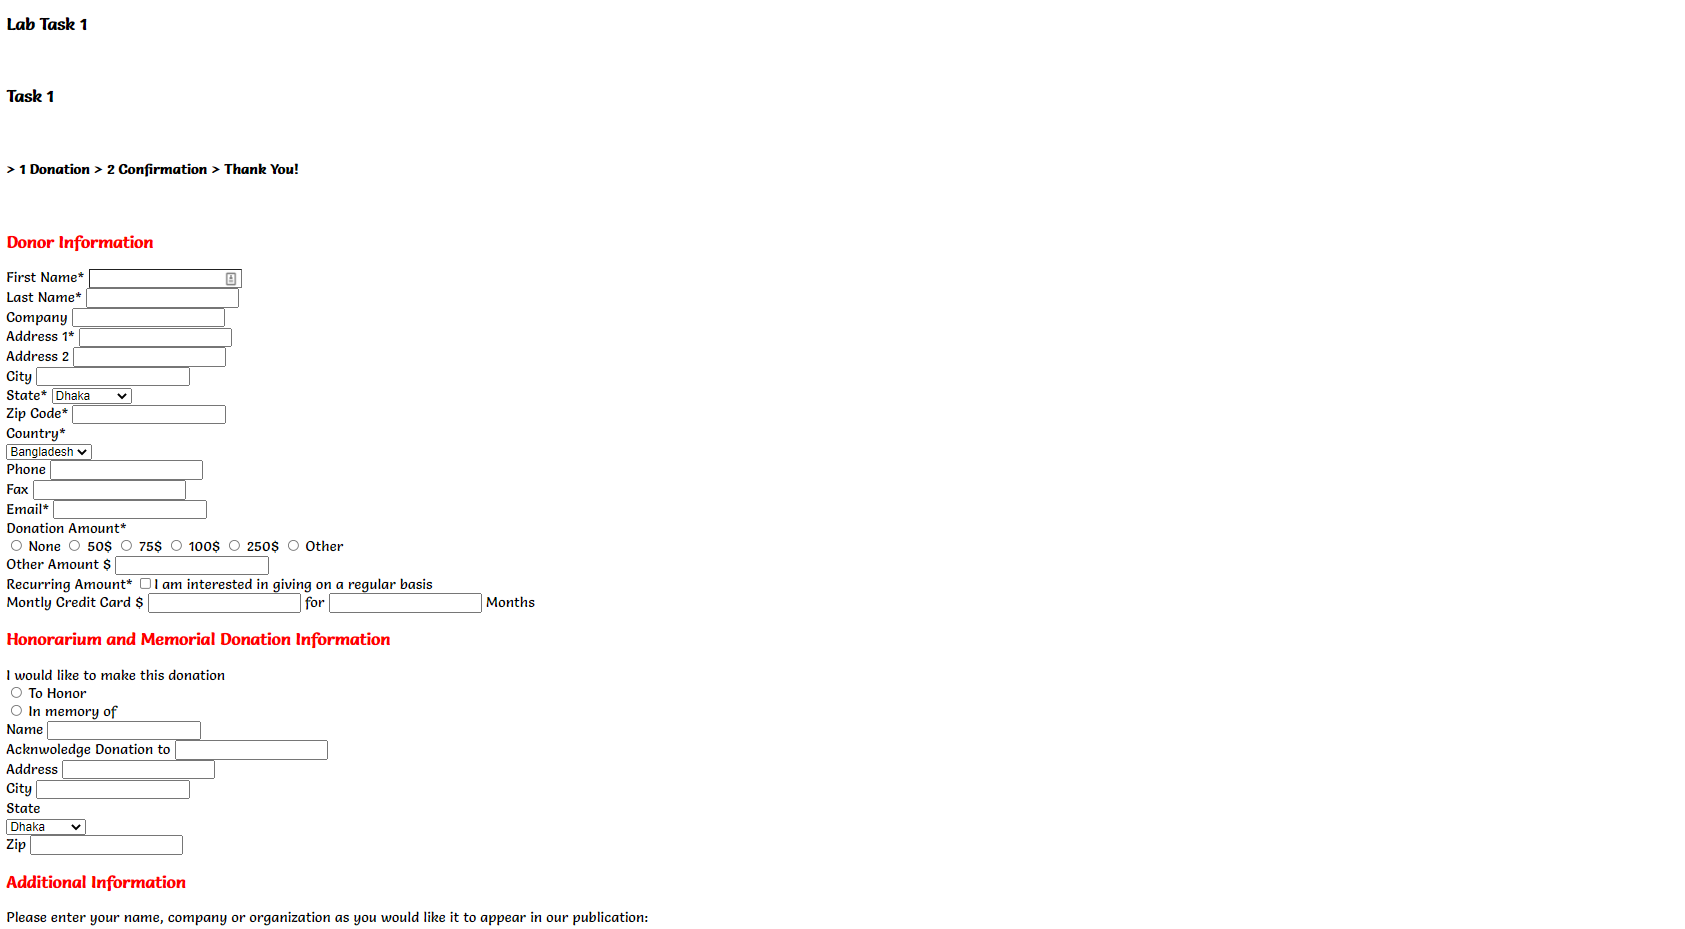 Lab Task 1
Task 1
> 1 Donation > 2 Confirmation > Thank You!
Donor Information
First Name*
Last Name*
Company
Address 1*
Address 2
City
State* Dhaka
Zip Code*
Country*
Bangladesh
Phone
Fax
Email*
Donation Amount*
None 50$ 75$ 100$ 250$ Other
Other Amount $
Recurring Amount* I am interested in giving on a regular basis
Montly Credit Card $ for Months
Honorarium and Memorial Donation Information
I would like to make this donation
To Honor
In memory of
Name
Acknwoledge Donation to
Address
City
State
Dhaka
Zip
Additional Information
Please enter your name, company or organization as you would like it to appear in our publication: